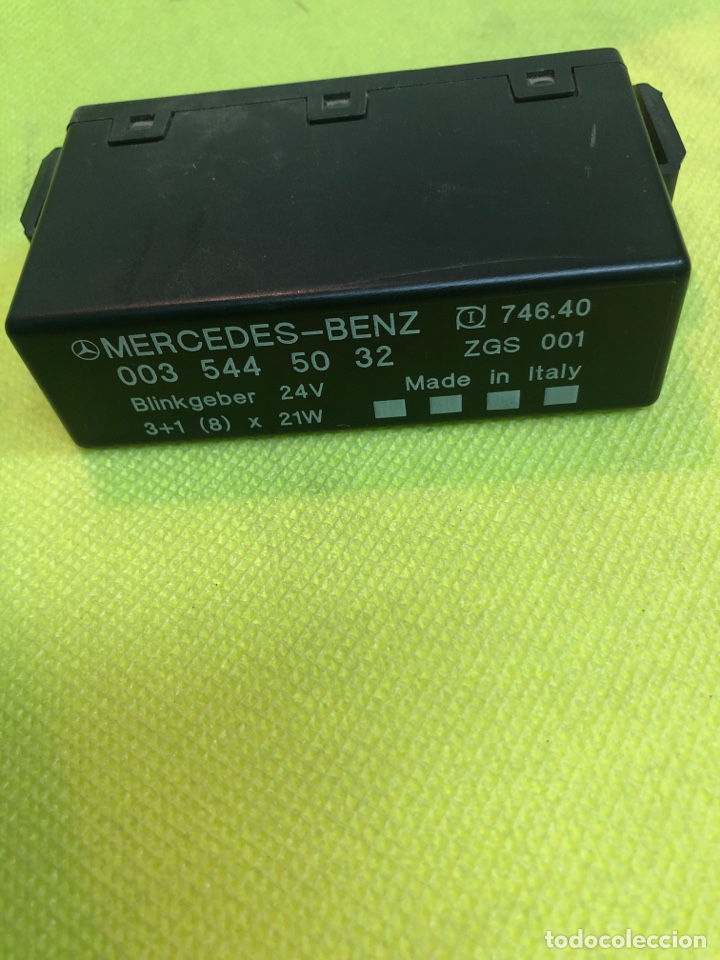 MERCEDES-BENZ 746.40
003 544 50 32 ZGS 001
Blinkgeber 24V Made in Italy
3+1 (8) x 21W
todocoleccion